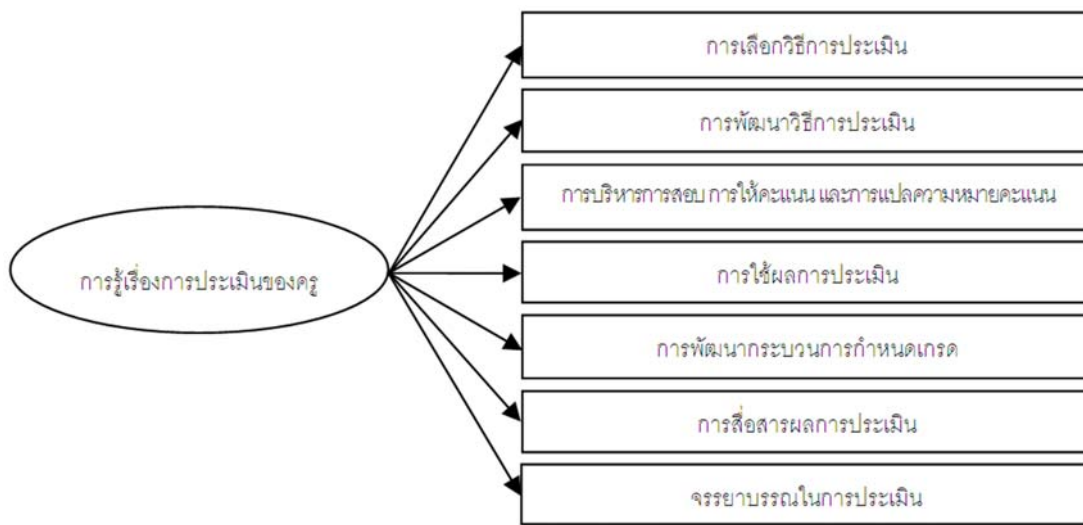 การเลือกวิธีการประเมิน
การพัฒนาวิธีการประเมิน
การบริหารการสอบ การให้คะแนน และการแปลความหมายคะแนน
การรู้เรื่องการประเมินของครู
การใช้ผลการประเมิน
การพัฒนากระบวนการกำหนดเกรด
การสื่อสารผลการประเมิน
จรรยาบรรณในการประเมิน